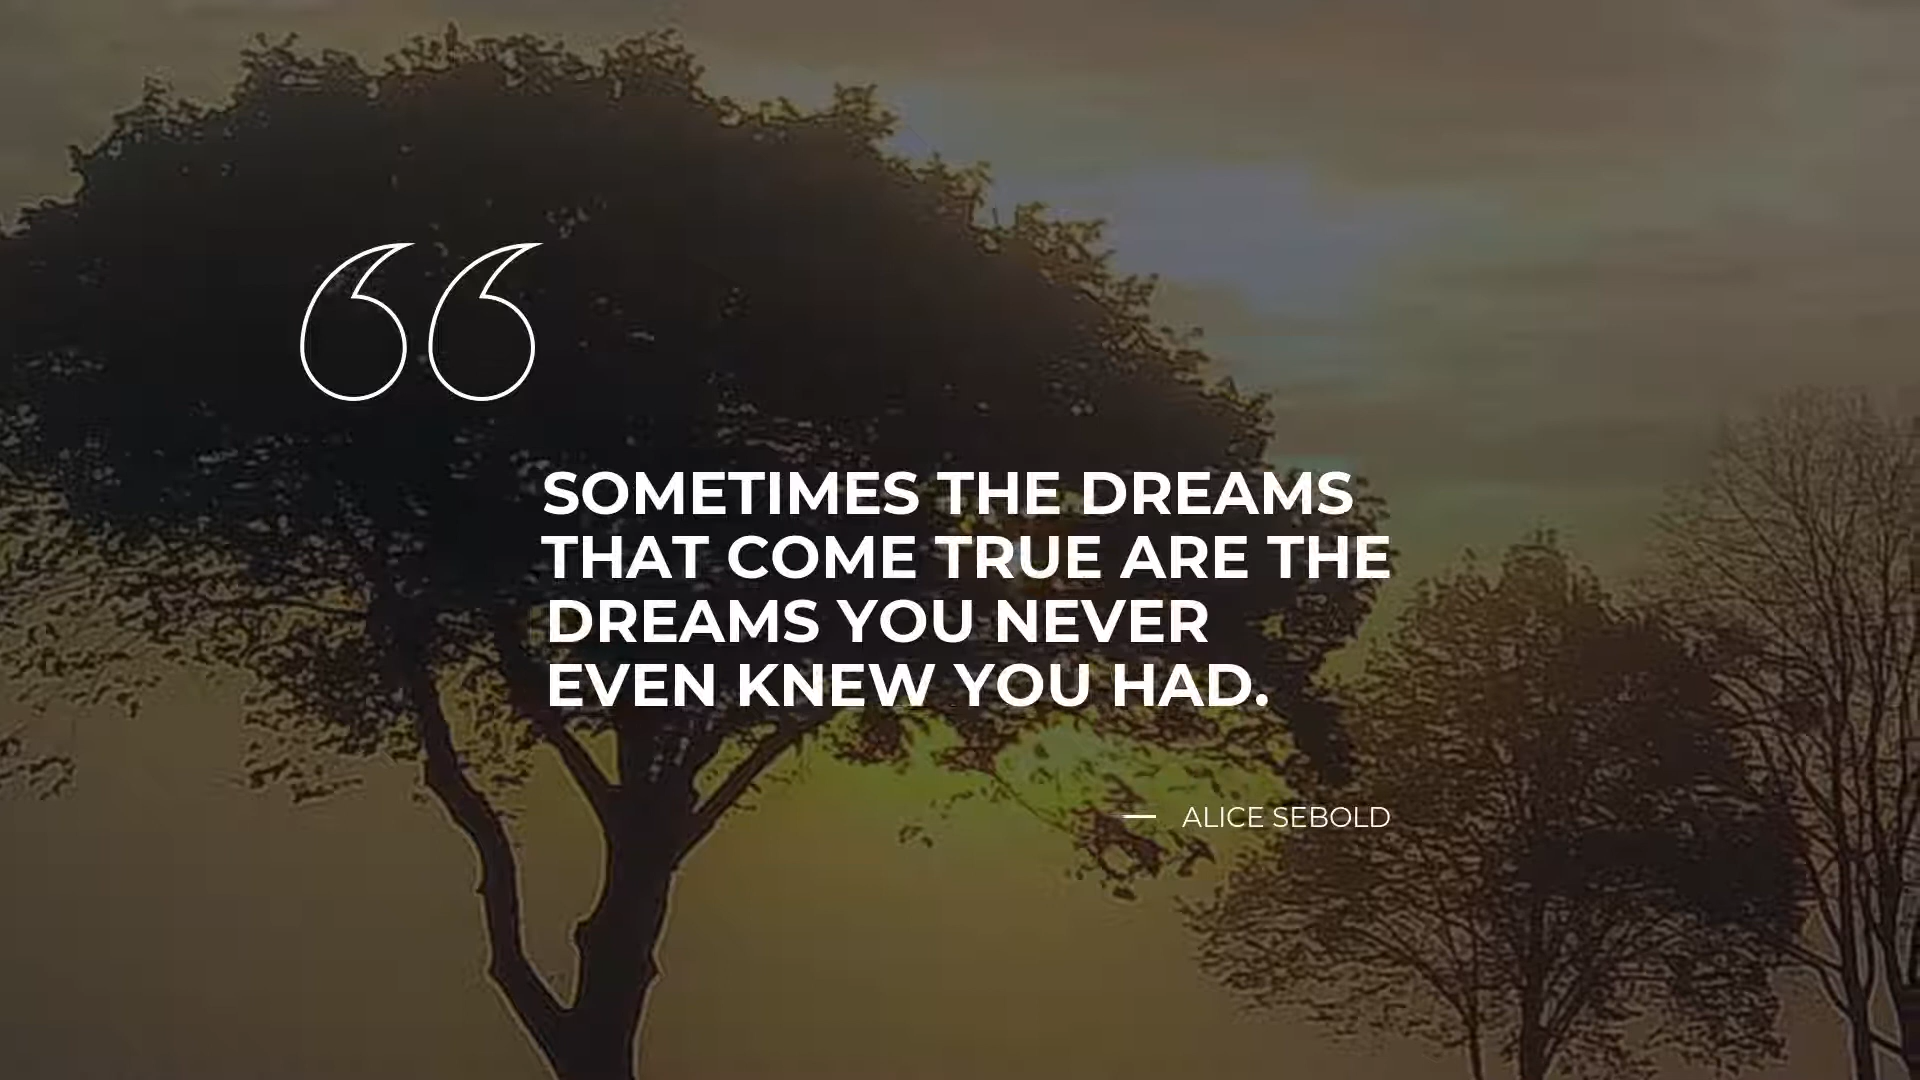 “
SOMETIMES THE DREAMS
THAT COME TRUE ARE THE
DREAMS YOU NEVER
EVEN KNEW YOU HAD.
— ALICE SEBOLD